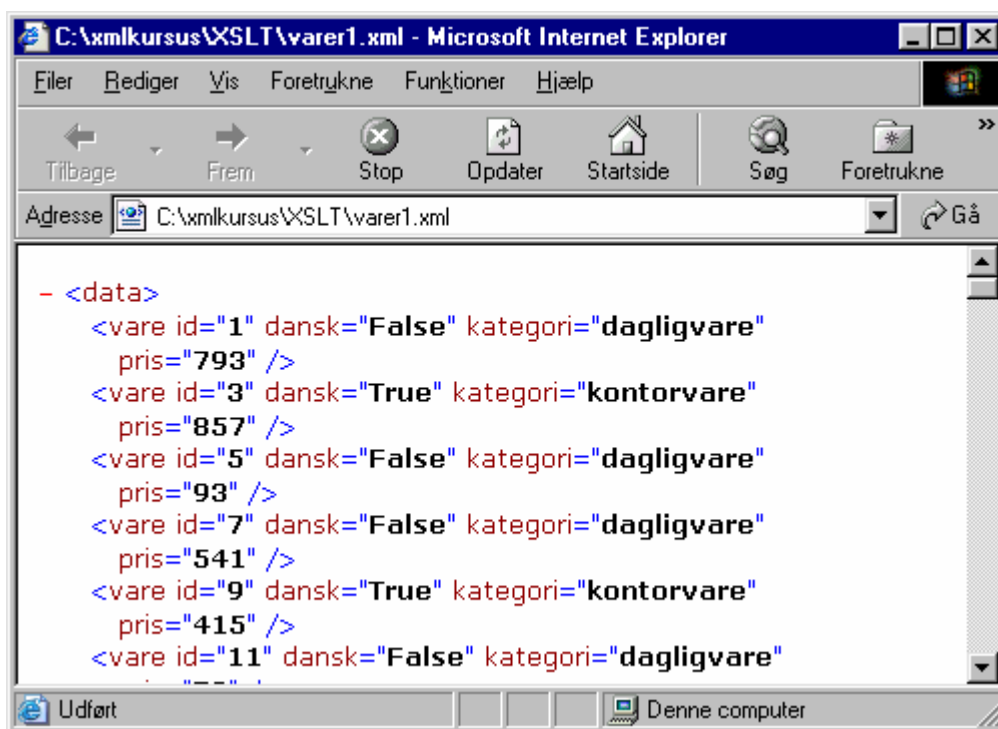 C:\xmlkursus\XSLT\varer1.xml - Microsoft Internet Explorer
Filer Rediger Vis Foretrukne Funktioner Hjælp
Tilbage Frem Stop Opdater Startside Søg Foretrukne »
Adresse C:\xmlkursus\XSLT\varer1.xml Gå
- <data>
<vare id="1" dansk="False" kategori="dagligvare"
pris="793" />
<vare id="3" dansk="True" kategori="kontorvare"
pris="857" />
<vare id="5" dansk="False" kategori="dagligvare"
pris="93" />
<vare id="7" dansk="False" kategori="dagligvare"
pris="541" />
<vare id="9" dansk="True" kategori="kontorvare"
pris="415" />
<vare id="11" dansk="False" kategori="dagligvare"
Udført Denne computer